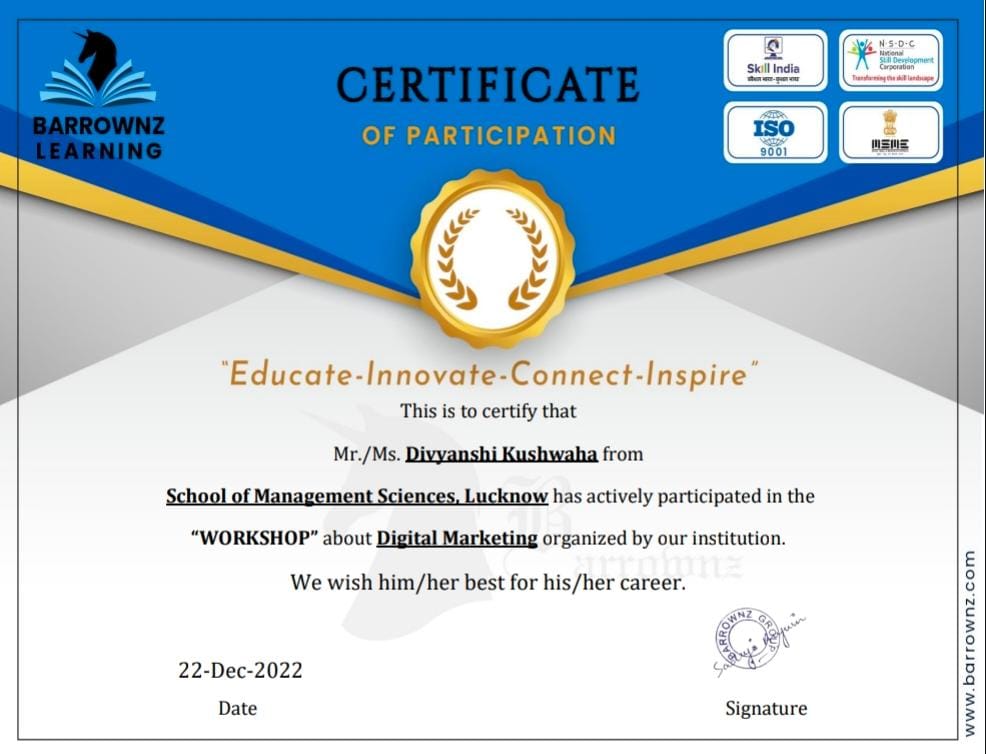 BARROWNZ
LEARNING
CERTIFICATE
OF PARTICIPATION
Skill India
कौशल भारत-कुशल भारत
N·S·D·C
National
Skill Development
Corporation
Transforming the skill landscape
ISO
9001
MSME
"Educate-Innovate-Connect-Inspire"
This is to certify that
Mr./Ms. Divyanshi Kushwaha from
School of Management Sciences, Lucknow has actively participated in the
“WORKSHOP” about Digital Marketing organized by our institution.
Barrownz
We wish him/her best for his/her career.
BARROWNZ GROUP
22-Dec-2022
Date
Signature
www.barrownz.com